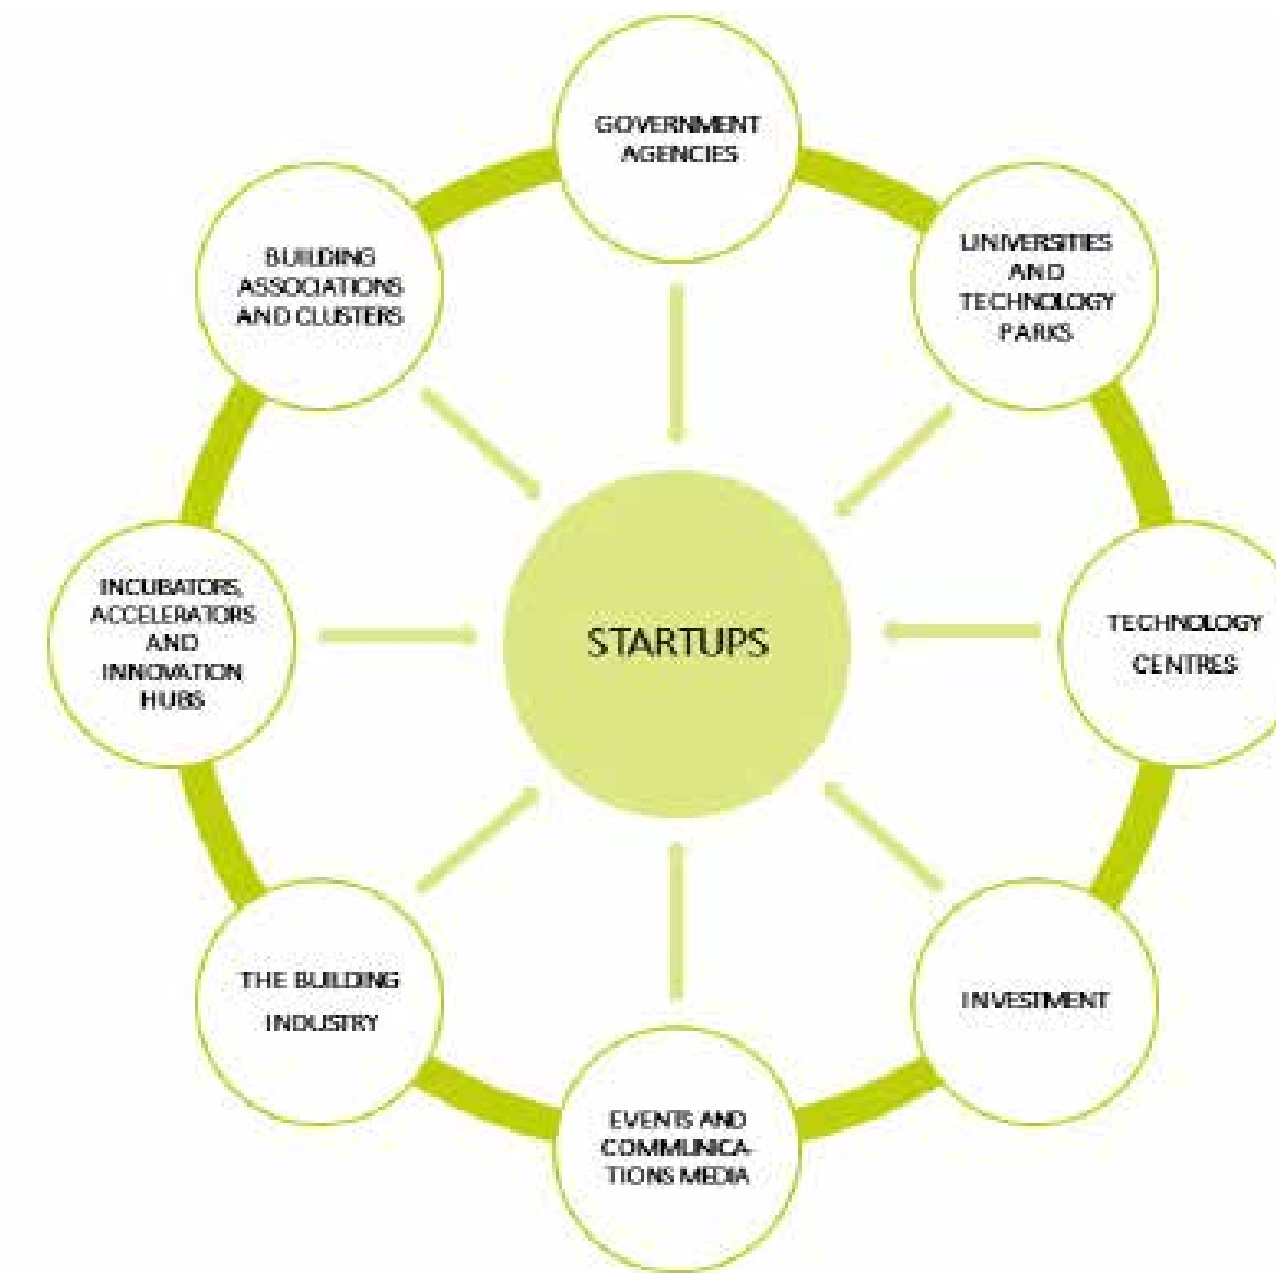 GOVERNMENT
AGENCIES
UNIVERSITIES
AND
TECHNOLOGY
PARKS
BUILDING
ASSOCIATIONS
AND CLUSTERS
INCUBATORS,
ACCELERATORS
AND
INNOVATION
HUBS
STARTUPS
TECHNOLOGY
CENTRES
THE BUILDING
INDUSTRY
INVESTMENT
EVENTS AND
COMMUNICA-
TIONS MEDIA